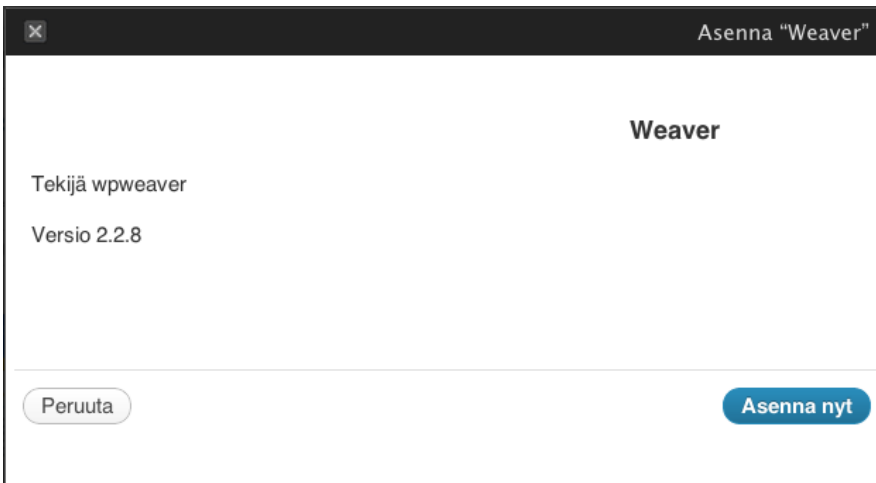 Asenna “Weaver”
Weaver
Tekijä wpweaver
Versio 2.2.8
Peruuta
Asenna nyt